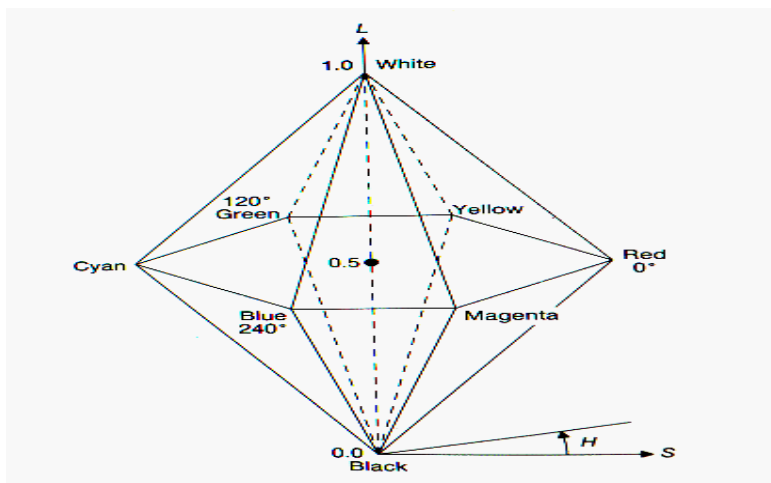 L
1.0 White
120°
Green
Yellow
Cyan
0.5
Red
0°
Blue
240°
Magenta
H
0.0
S
Black